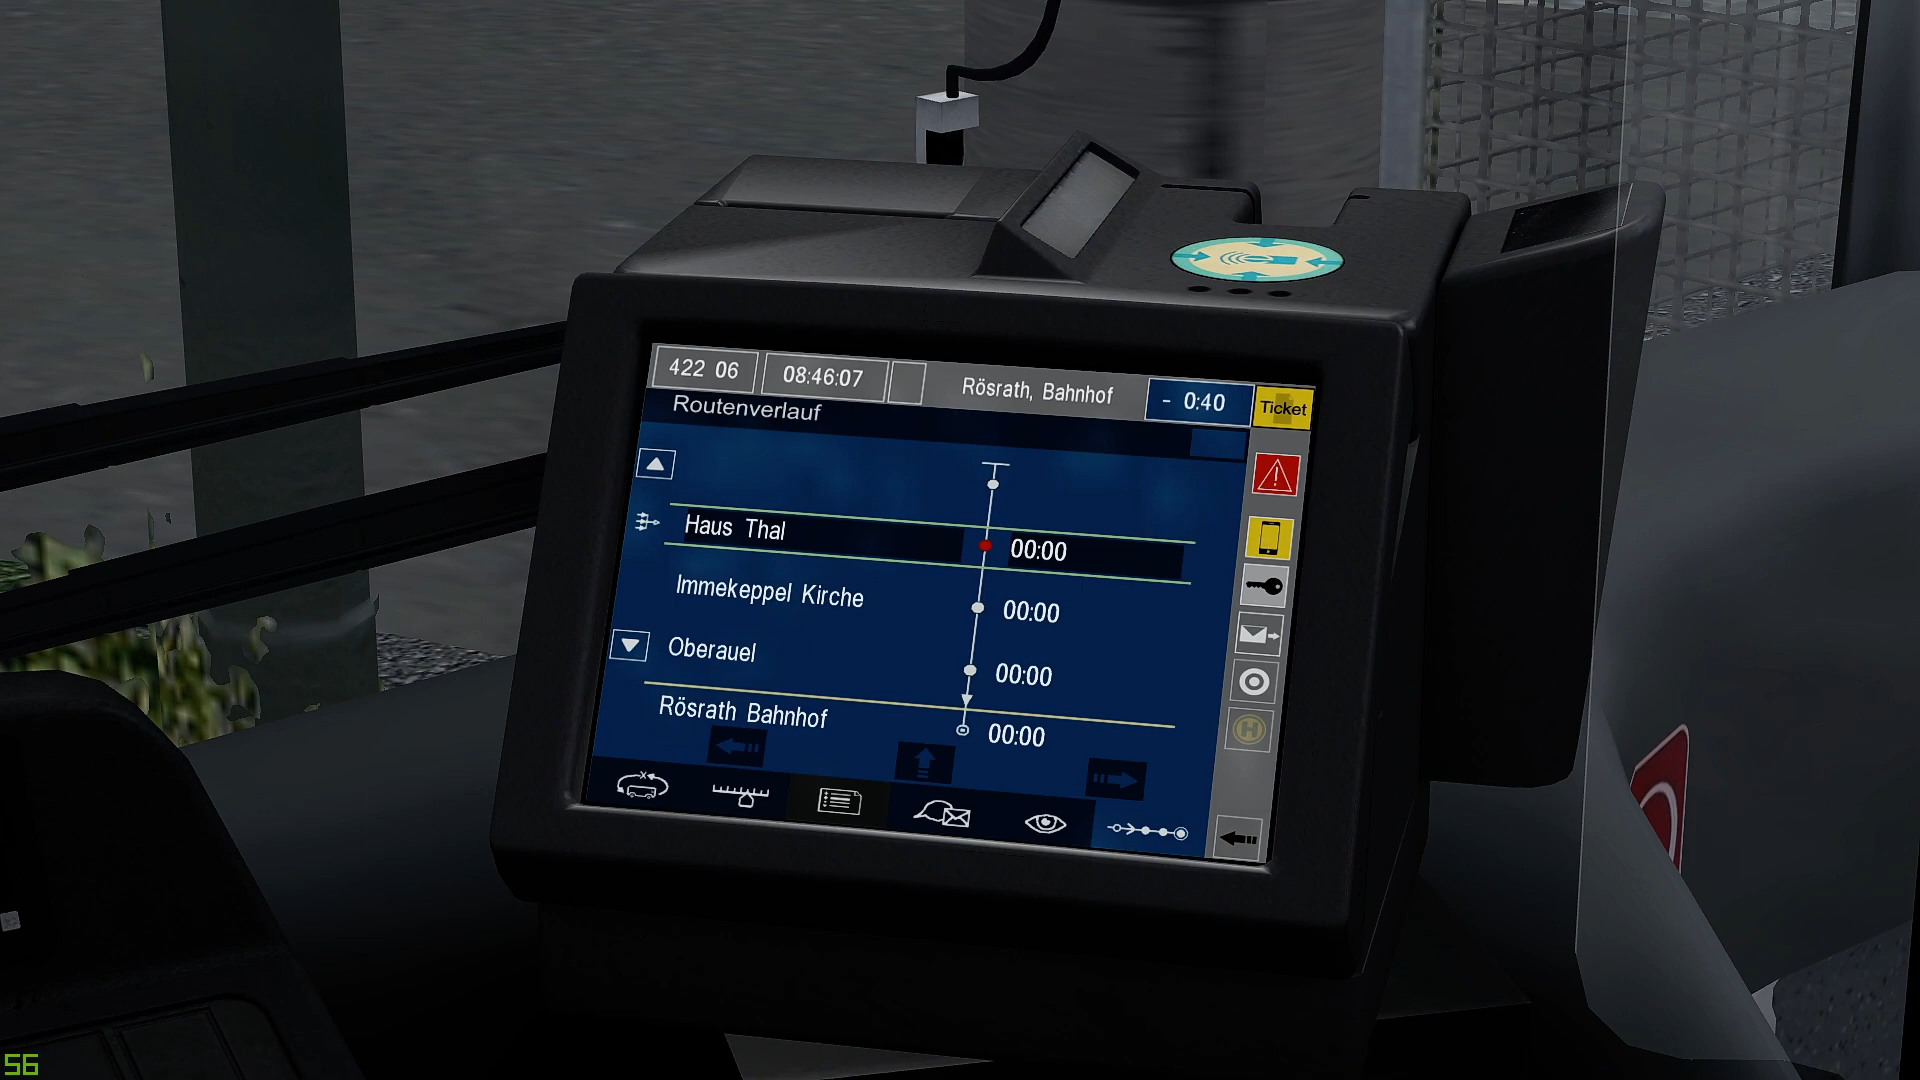 422 06
08:46:07
Rösrath, Bahnhof
- 0:40
Ticket
Routenverlauf
Haus Thal
00:00
Immekeppel Kirche
00:00
Oberauel
00:00
Rösrath Bahnhof
00:00
H
56